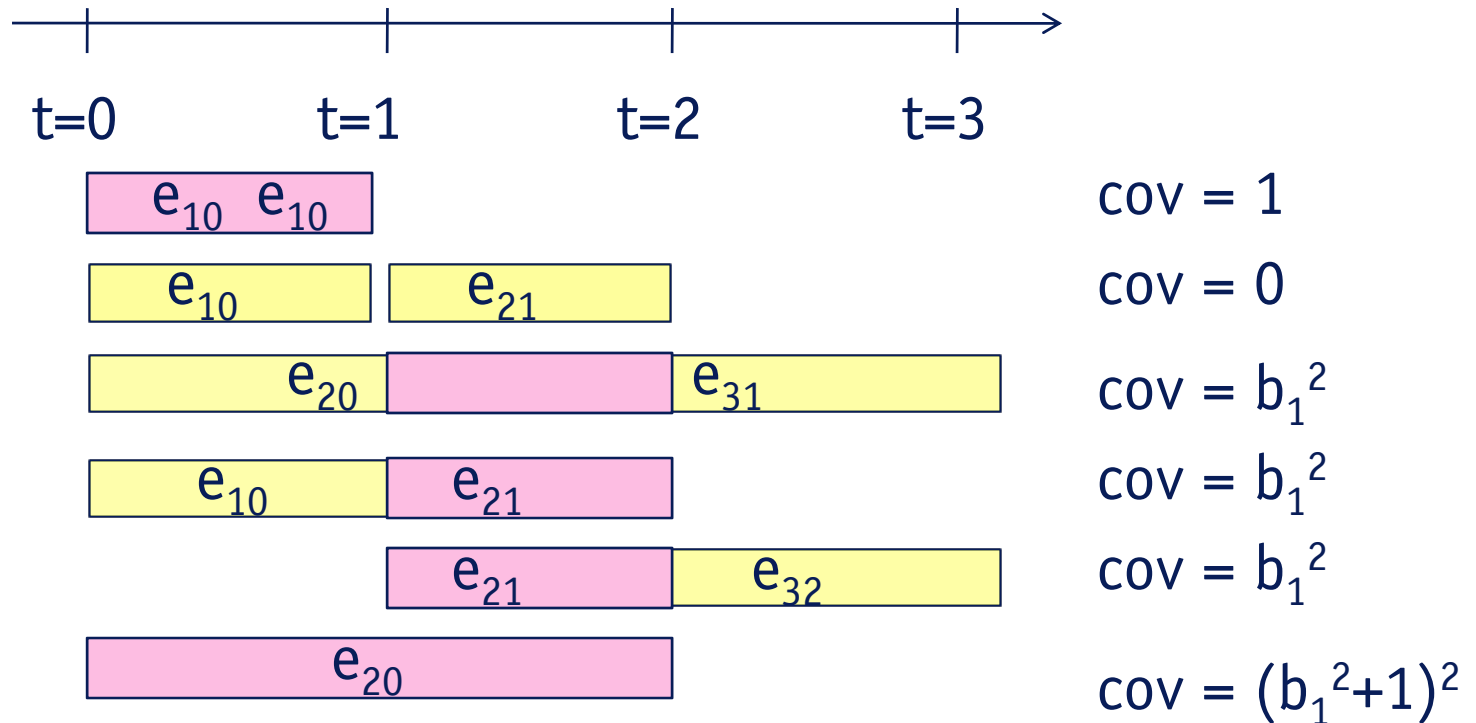 t=0 t=1 t=2 t=3
e₁₀ e₁₀ cov = 1
e₁₀ e₂₁ cov = 0
e₂₀ e₃₁ cov = b₁²
e₁₀ e₂₁ cov = b₁²
e₂₁ e₃₂ cov = b₁²
e₂₀ cov = (b₁²+1)²